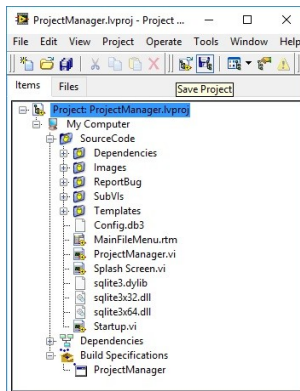 ProjectManager.lvproj - Project ...
File Edit View Project Operate Tools Window Help
Save Project
Items Files
Project: ProjectManager.lvproj
My Computer
SourceCode
Dependencies
Images
ReportBug
SubVIs
Templates
Config.db3
MainFileMenu.rtm
ProjectManager.vi
Splash Screen.vi
sqlite3.dylib
sqlite3x32.dll
sqlite3x64.dll
Startup.vi
Dependencies
Build Specifications
ProjectManager